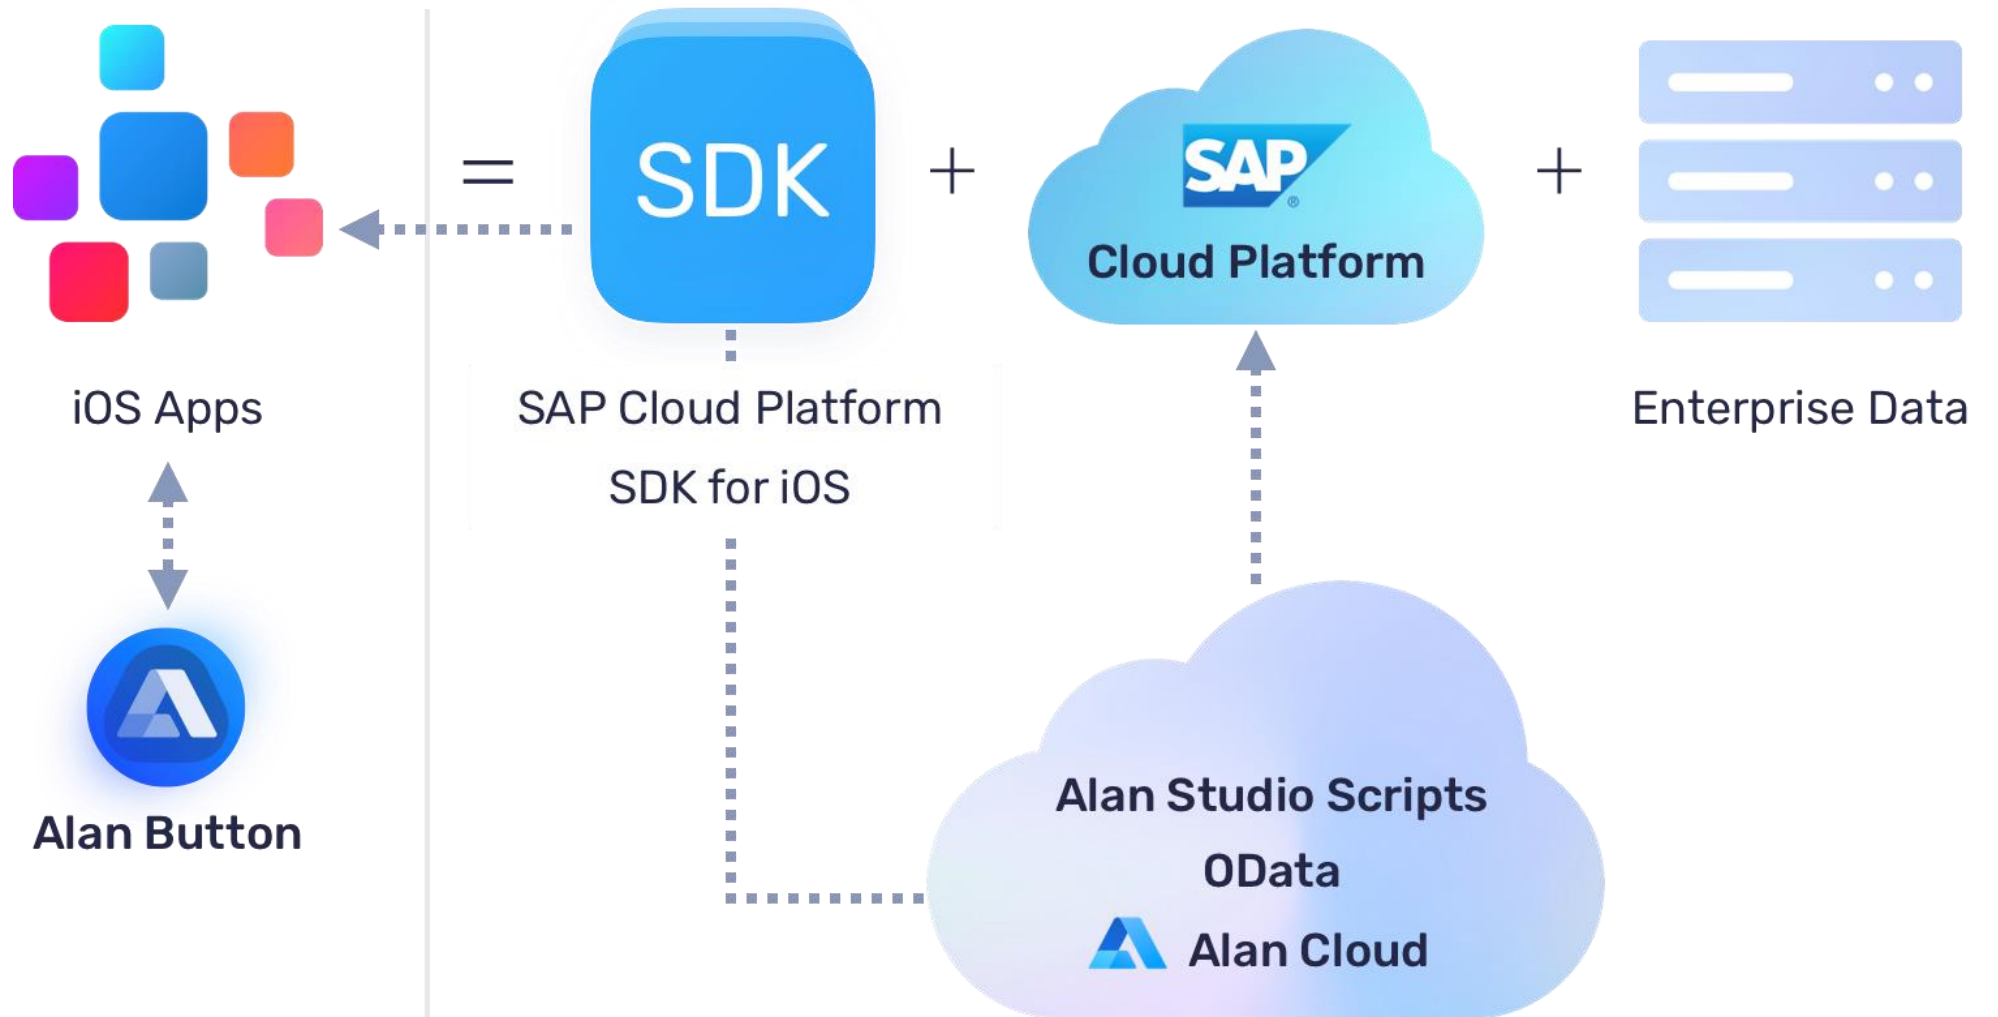 SDK
SAP
®
Cloud Platform
iOS Apps
SAP Cloud Platform
SDK for iOS
Enterprise Data
Alan Button
Alan Studio Scripts
OData
Alan Cloud